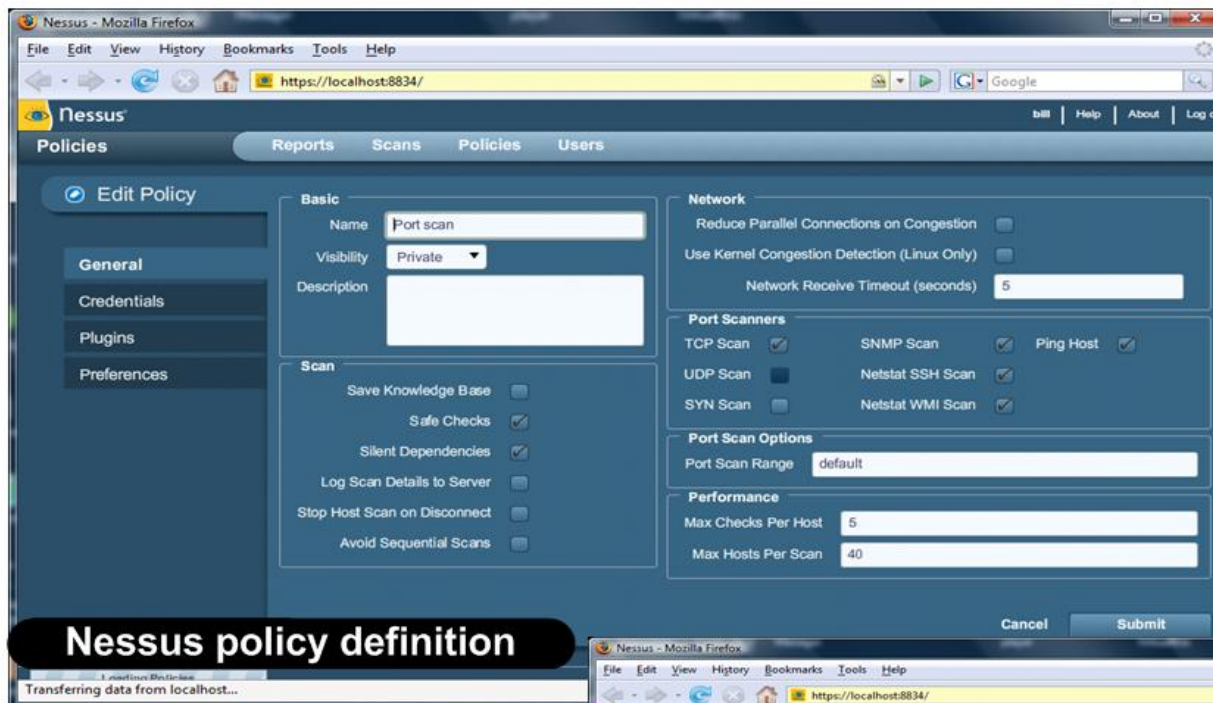 Nessus - Mozilla Firefox
File Edit View History Bookmarks Tools Help
https://localhost:8834/
G Google
nessus
bill | Help | About | Log
Policies
Reports Scans Policies Users
Edit Policy
General
Credentials
Plugins
Preferences
Basic
Name Port scan
Visibility Private
Description
Scan
Save Knowledge Base
Safe Checks
Silent Dependencies
Log Scan Details to Server
Stop Host Scan on Disconnect
Avoid Sequential Scans
Network
Reduce Parallel Connections on Congestion
Use Kernel Congestion Detection (Linux Only)
Network Receive Timeout (seconds) 5
Port Scanners
TCP Scan SNMP Scan Ping Host
UDP Scan Netstat SSH Scan
SYN Scan Netstat WMI Scan
Port Scan Options
Port Scan Range default
Performance
Max Checks Per Host 5
Max Hosts Per Scan 40
Cancel Submit
Nessus policy definition
Loading Policies
Transferring data from localhost...
Nessus - Mozilla Firefox
File Edit View History Bookmarks Tools Help
https://localhost:8834/